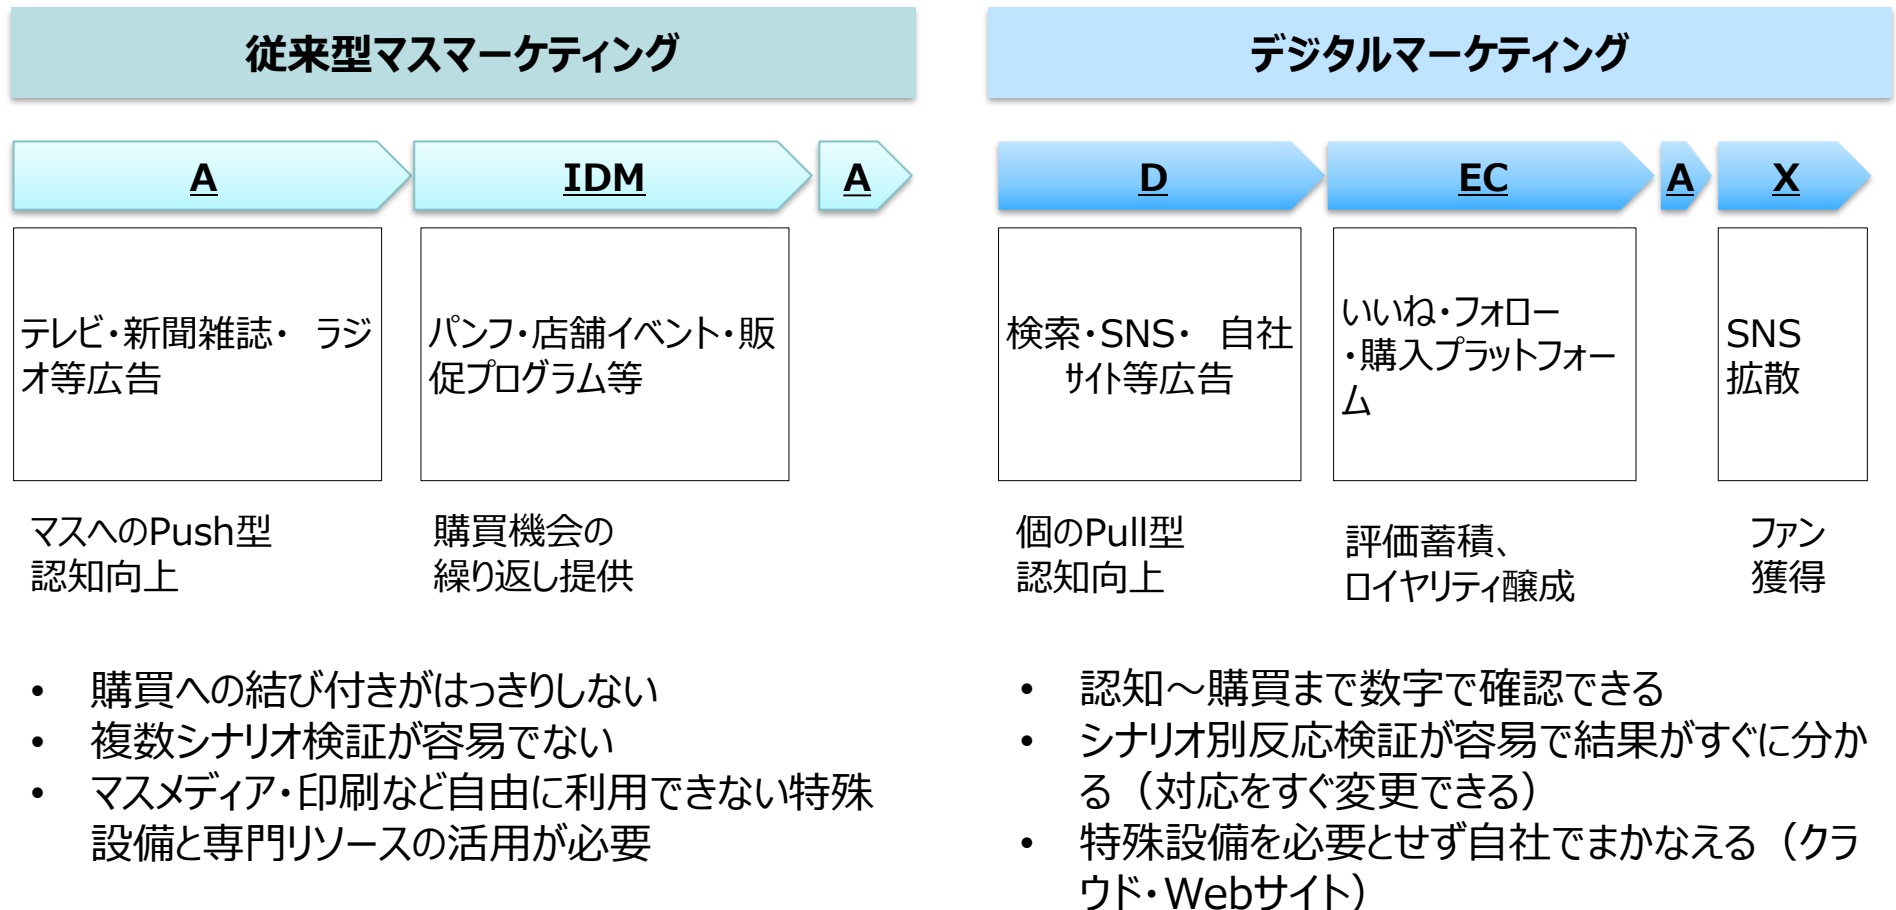 従来型マスマーケティング
A
IDM
A
テレビ・新聞雑誌・　ラジ
オ等広告
パンフ・店舗イベント・販
促プログラム等
マスへのPush型
認知向上
購買機会の
繰り返し提供
• 購買への結び付きがはっきりしない
• 複数シナリオ検証が容易でない
• マスメディア・印刷など自由に利用できない特殊
設備と専門リソースの活用が必要
デジタルマーケティング
D
EC
A
X
検索・SNS・　自社
サイト等広告
いいね・フォロー
・購入プラットフォー
ム
SNS
拡散
個のPull型
認知向上
評価蓄積、
ロイヤリティ醸成
ファン
獲得
• 認知～購買まで数字で確認できる
• シナリオ別反応検証が容易で結果がすぐに分か
る（対応をすぐ変更できる）
• 特殊設備を必要とせず自社でまかなえる（クラ
ウド・Webサイト）